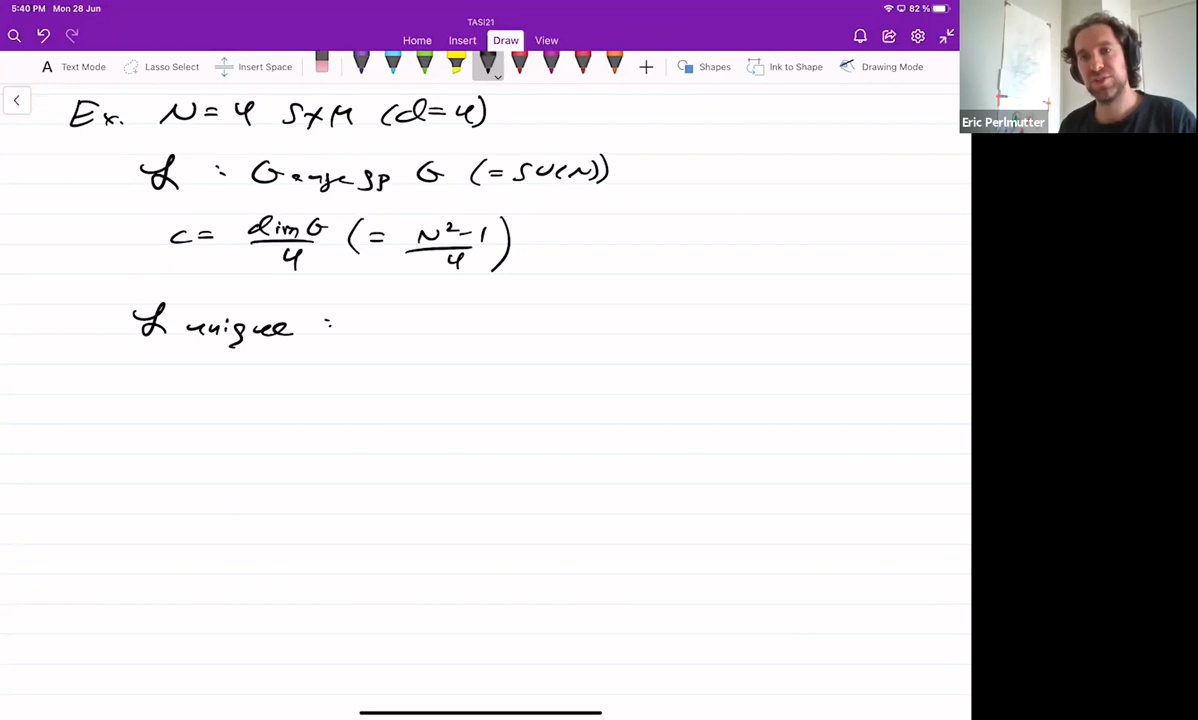 5:40 PM Mon 28 Jun
82 %
TASI21
Home Insert Draw View
A Text Mode Lasso Select Insert Space Shapes Ink to Shape Drawing Mode
Eric Perlmutter
Ex. N = 4 SYM (d=4)
L : Gauge gp G (= SU(N))
c = dim G / 4 (= N² - 1 / 4)
L unique :